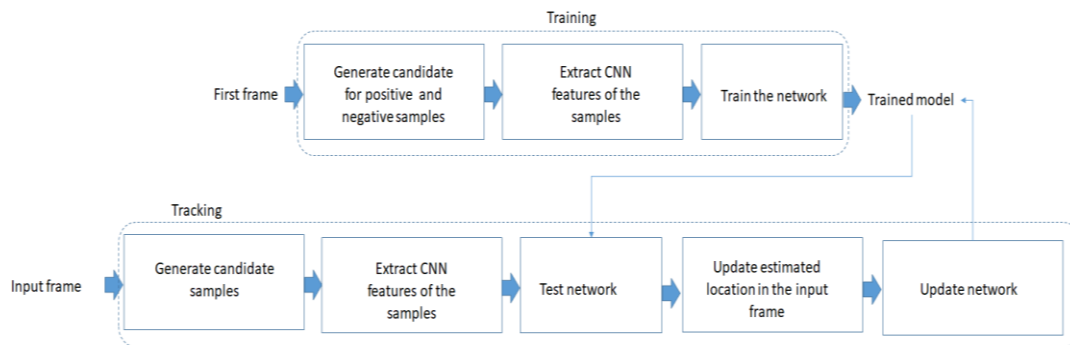 Training
First frame
Generate candidate
for positive and
negative samples
Extract CNN
features of the
samples
Train the network
Trained model
Tracking
Input frame
Generate candidate
samples
Extract CNN
features of the
samples
Test network
Update estimated
location in the input
frame
Update network